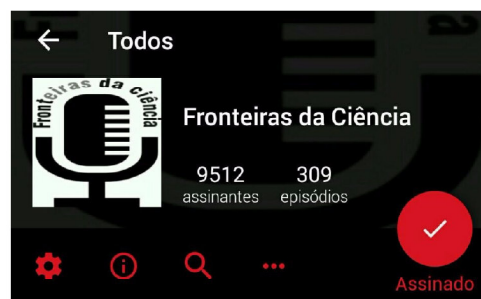 Todos
Fronteiras da ciência
Fronteiras da Ciência
9512 309
assinantes episódios
Assinado